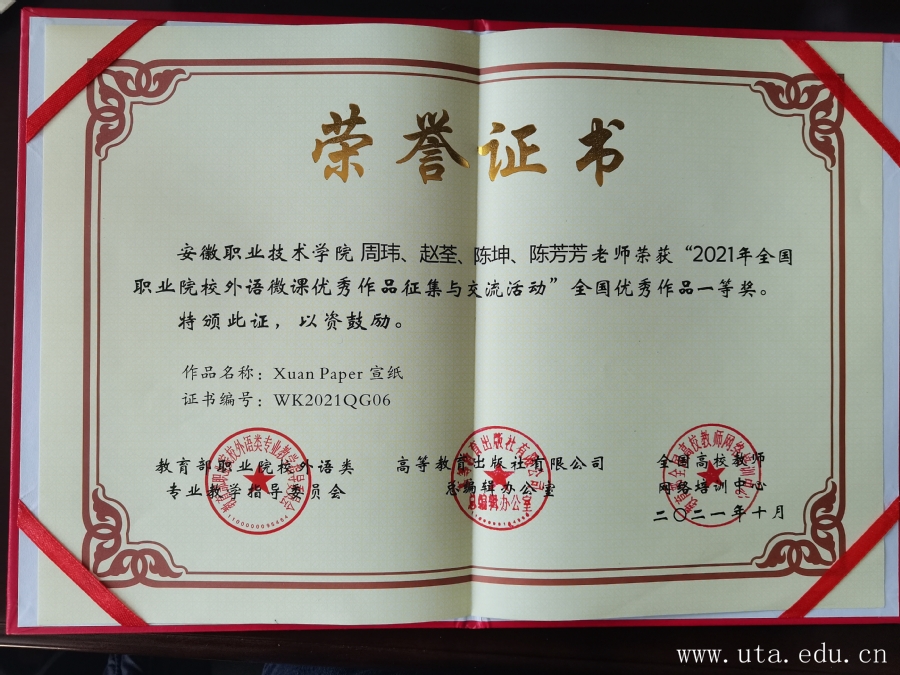 荣誉证书
安徽职业技术学院 周玮、赵荃、陈坤、陈芳芳老师荣获“2021年全国
职业院校外语微课优秀作品征集与交流活动”全国优秀作品一等奖。
特颁此证，以资鼓励。
作品名称：Xuan Paper 宣纸
证书编号：WK2021QG06
教育部职业院校外语类
专业教学指导委员会
高等教育出版社有限公司
总编辑办公室
全国高校教师
网络培训中心
二〇二一年十月
www.uta.edu.cn